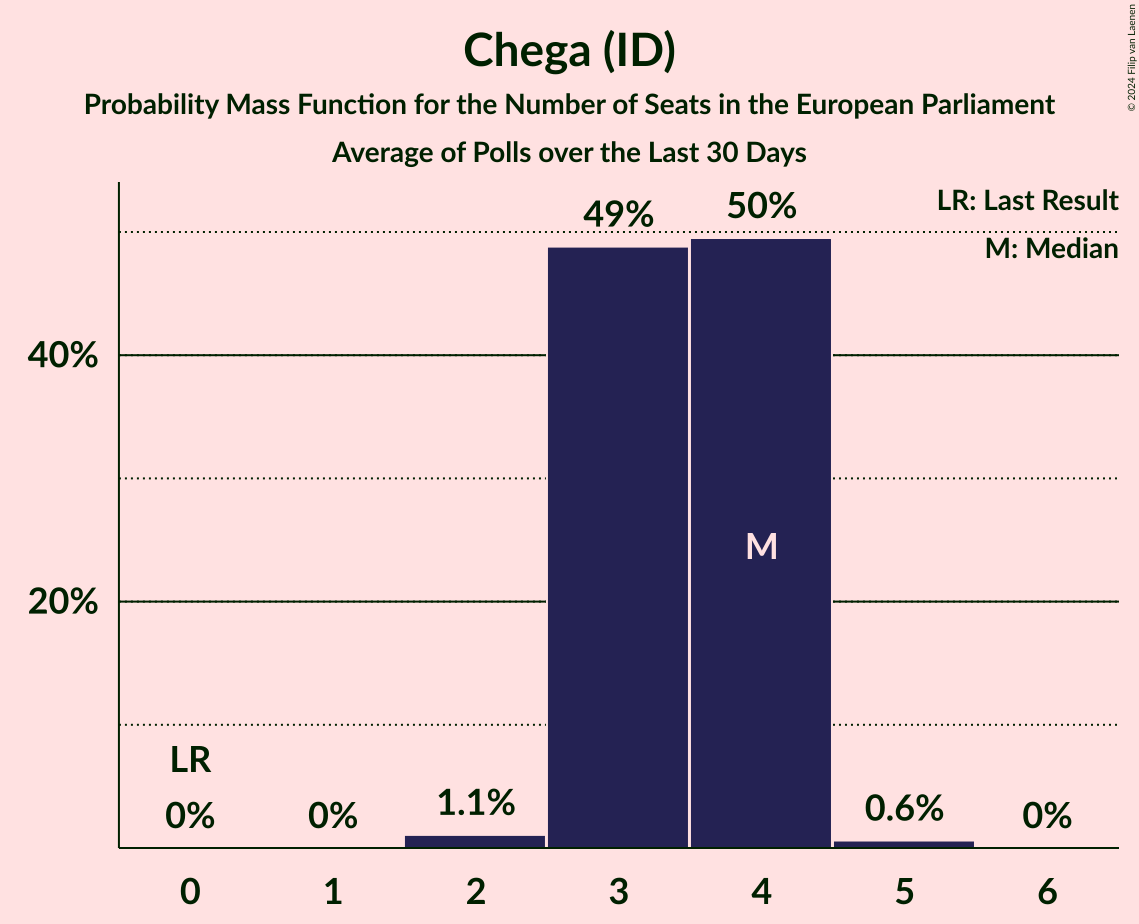 Chega (ID)
Probability Mass Function for the Number of Seats in the European Parliament
Average of Polls over the Last 30 Days
© 2024 Filip van Laenen
LR: Last Result
M: Median
49%
50%
40%
20%
M
LR
0%
0%
1.1%
0.6%
0%
0
1
2
3
4
5
6